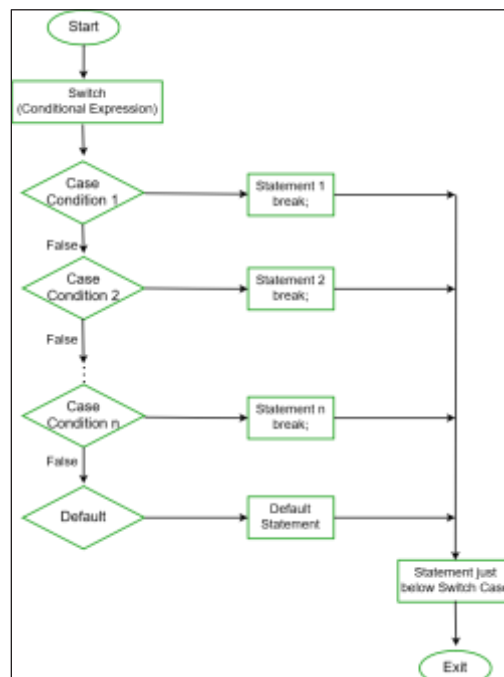 Start
Switch
(Conditional Expression)
Case
Condition 1
Statement 1
break;
False
Case
Condition 2
Statement 2
break;
False
Case
Condition n
Statement n
break;
False
Default
Default
Statement
Statement just
below Switch Case
Exit